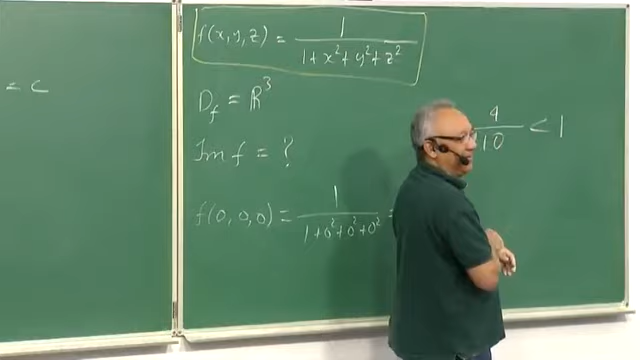 = C
f(x,y,z) = 1 / 1+x²+y²+z²
D_f = ℝ³
Im f = ?
4 / 10 < 1
f(0,0,0) = 1 / 1+0²+0²+0² =